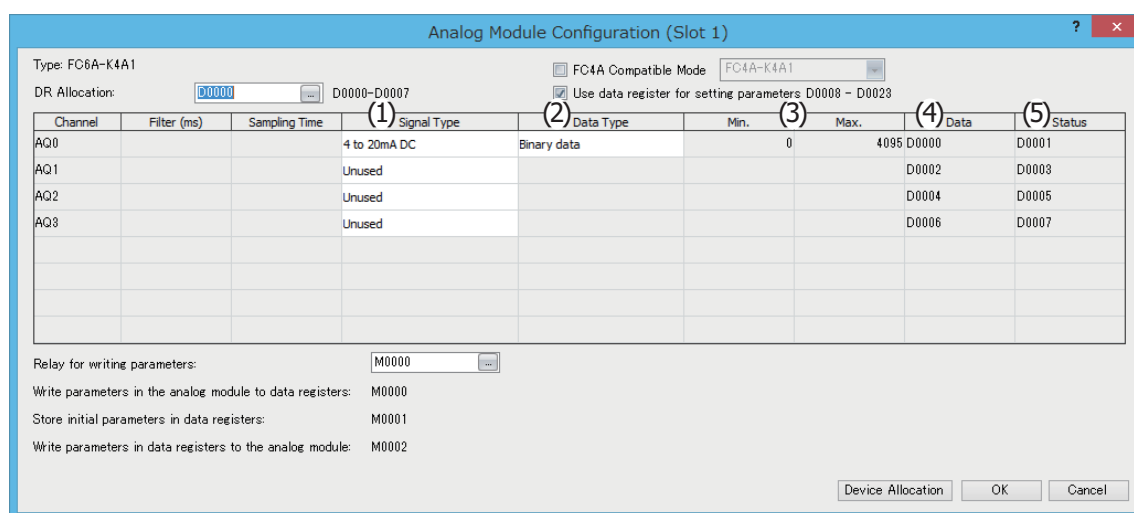 Analog Module Configuration (Slot 1)
? ×
Type: FC6A-K4A1
FC4A Compatible Mode FC4A-K4A1
DR Allocation: D0000 ... D0000-D0007
Use data register for setting parameters D0008 - D0023
Channel Filter (ms) Sampling Time (1) Signal Type (2) Data Type Min. (3) Max. (4) Data (5) Status
AQ0 4 to 20mA DC Binary data 0 4095 D0000 D0001
AQ1 Unused D0002 D0003
AQ2 Unused D0004 D0005
AQ3 Unused D0006 D0007
Relay for writing parameters: M0000 ...
Write parameters in the analog module to data registers: M0000
Store initial parameters in data registers: M0001
Write parameters in data registers to the analog module: M0002
Device Allocation OK Cancel